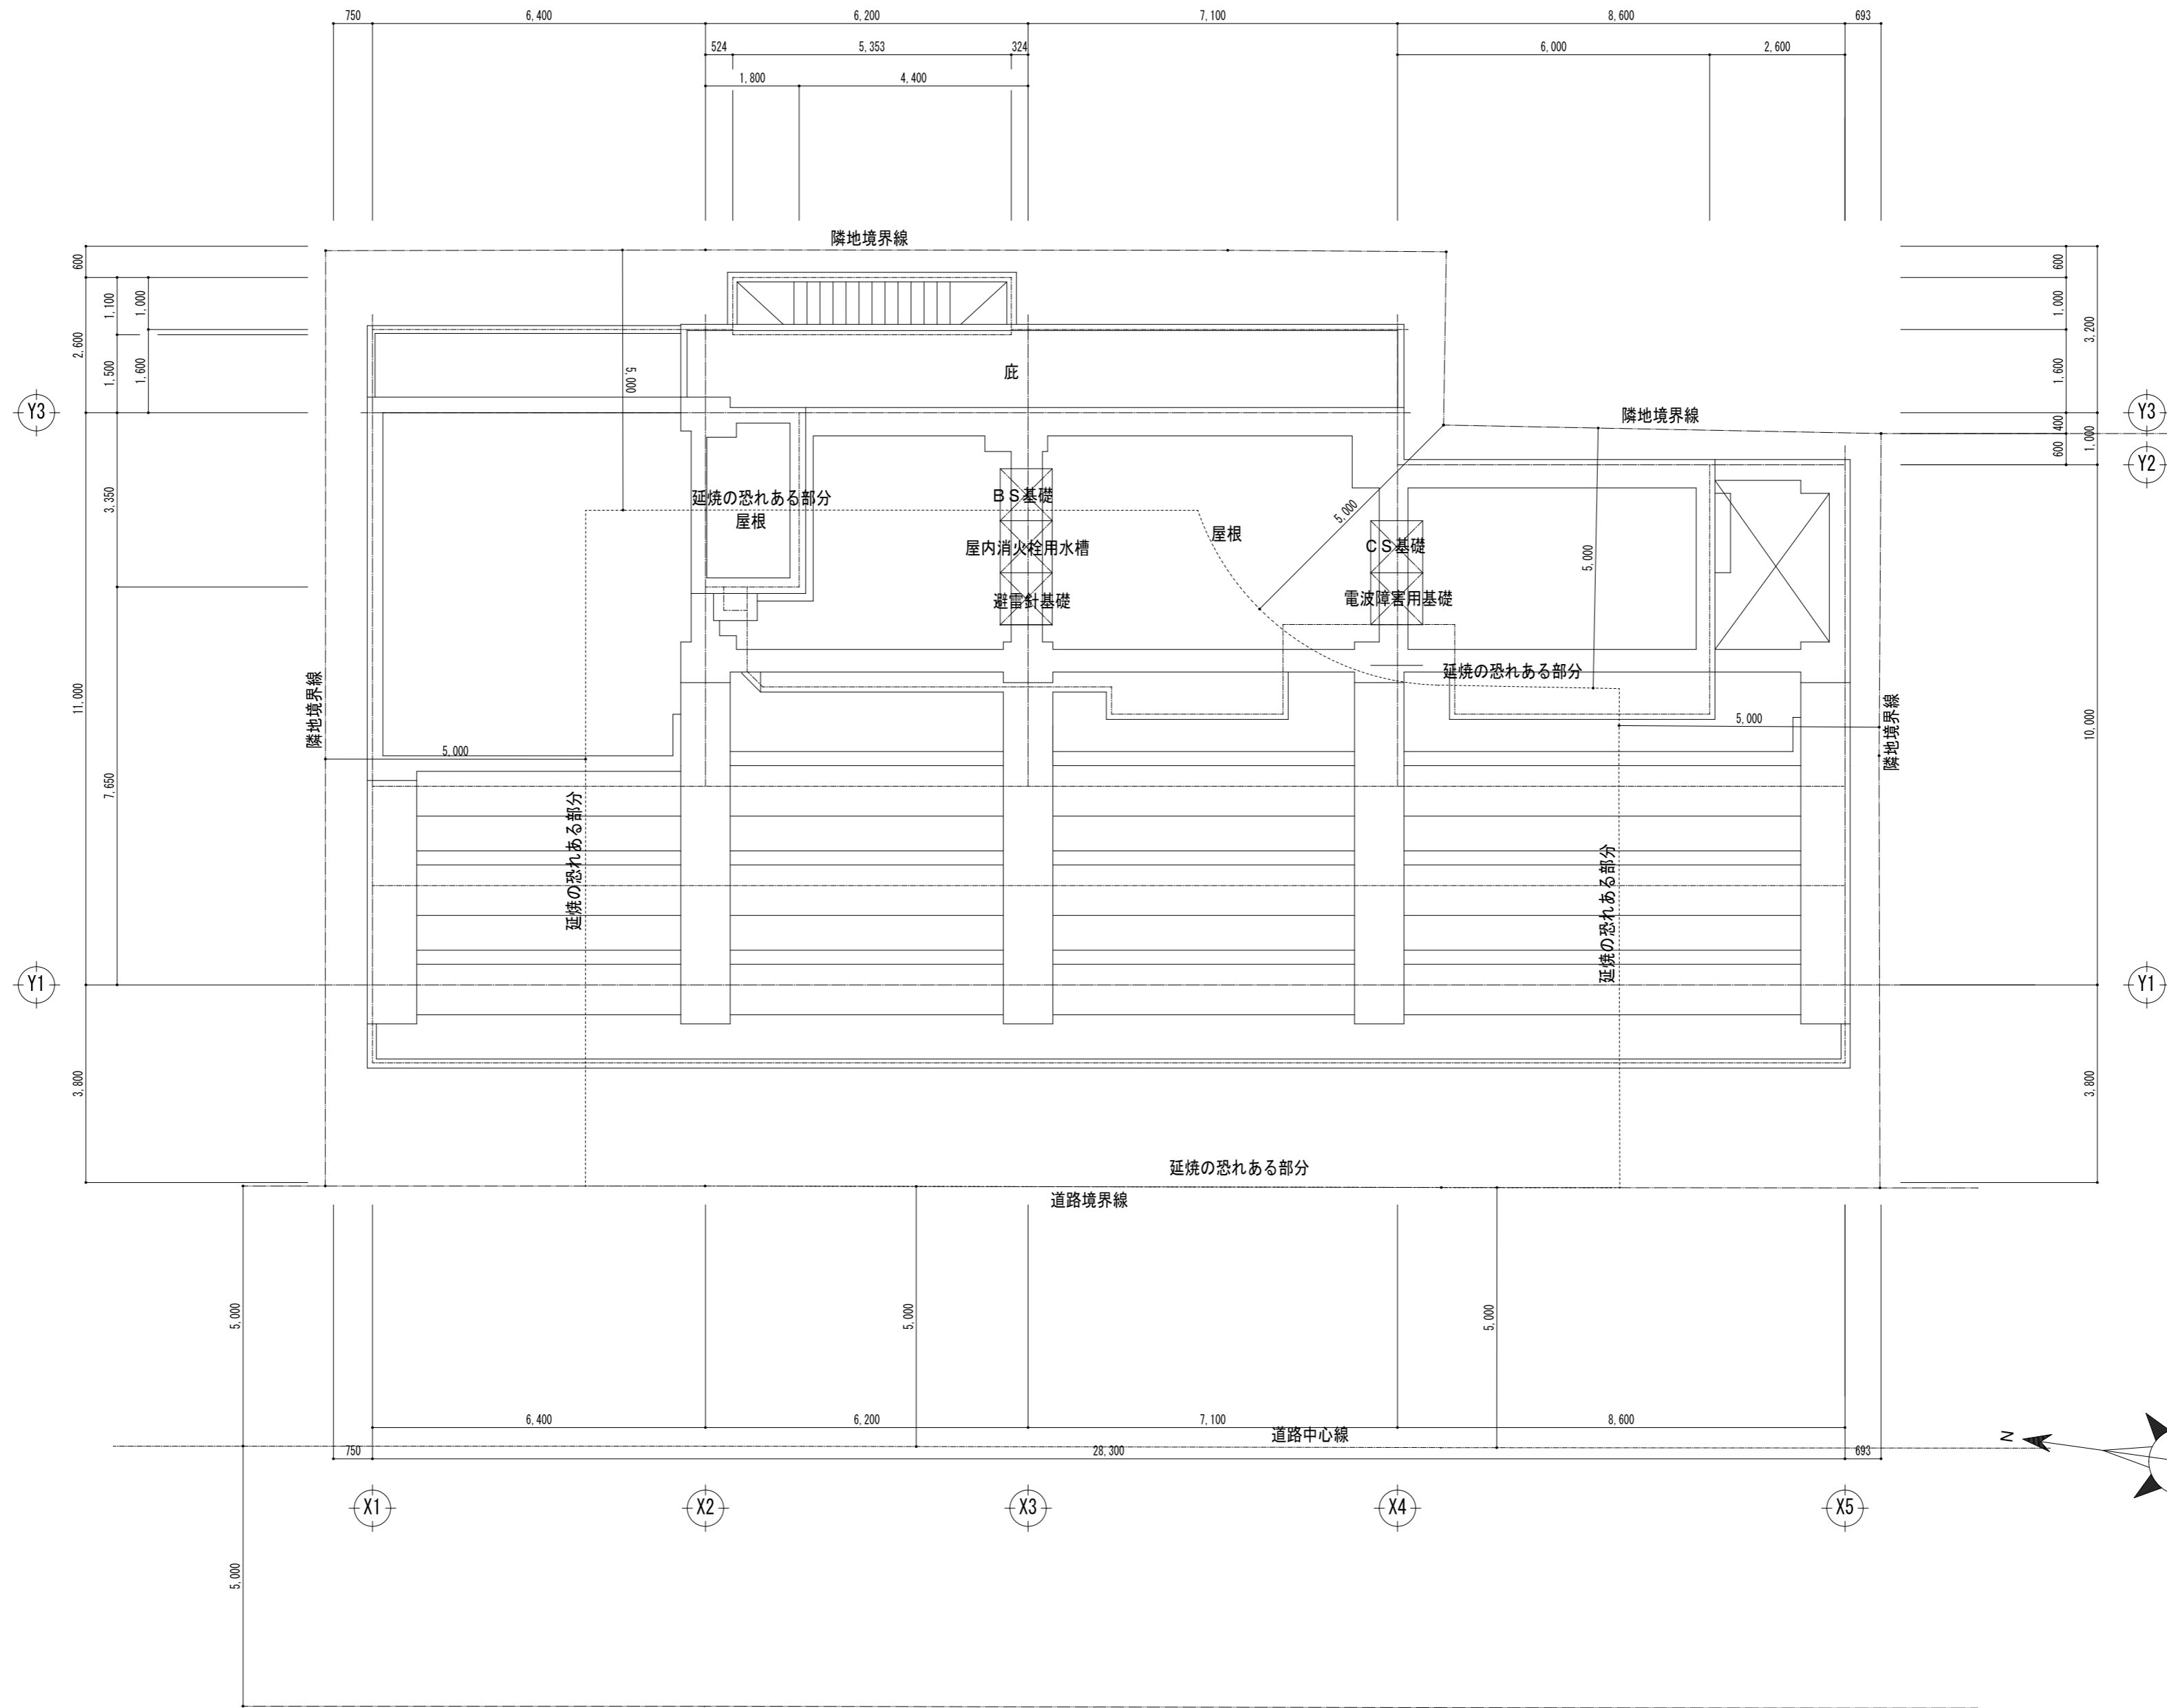 750
6,400
6,200
7,100
8,600
693
524
5,353
324
6,000
2,600
1,800
4,400
隣地境界線
600
1,100
1,000
2,600
1,500
1,600
5,000
庇
600
1,000
3,200
1,600
Y3
隣地境界線
400
1,000
600
Y3
Y2
3,350
延焼の恐れある部分
屋根
BS基礎
屋内消火栓用水槽
避雷針基礎
屋根
5,000
CS基礎
電波障害用基礎
5,000
延焼の恐れある部分
隣地境界線
11,000
7,650
5,000
5,000
隣地境界線
10,000
延焼の恐れある部分
延焼の恐れある部分
Y1
Y1
3,800
3,800
延焼の恐れある部分
道路境界線
5,000
5,000
5,000
6,400
6,200
7,100
8,600
道路中心線
750
28,300
693
N
X1
X2
X3
X4
X5
5,000